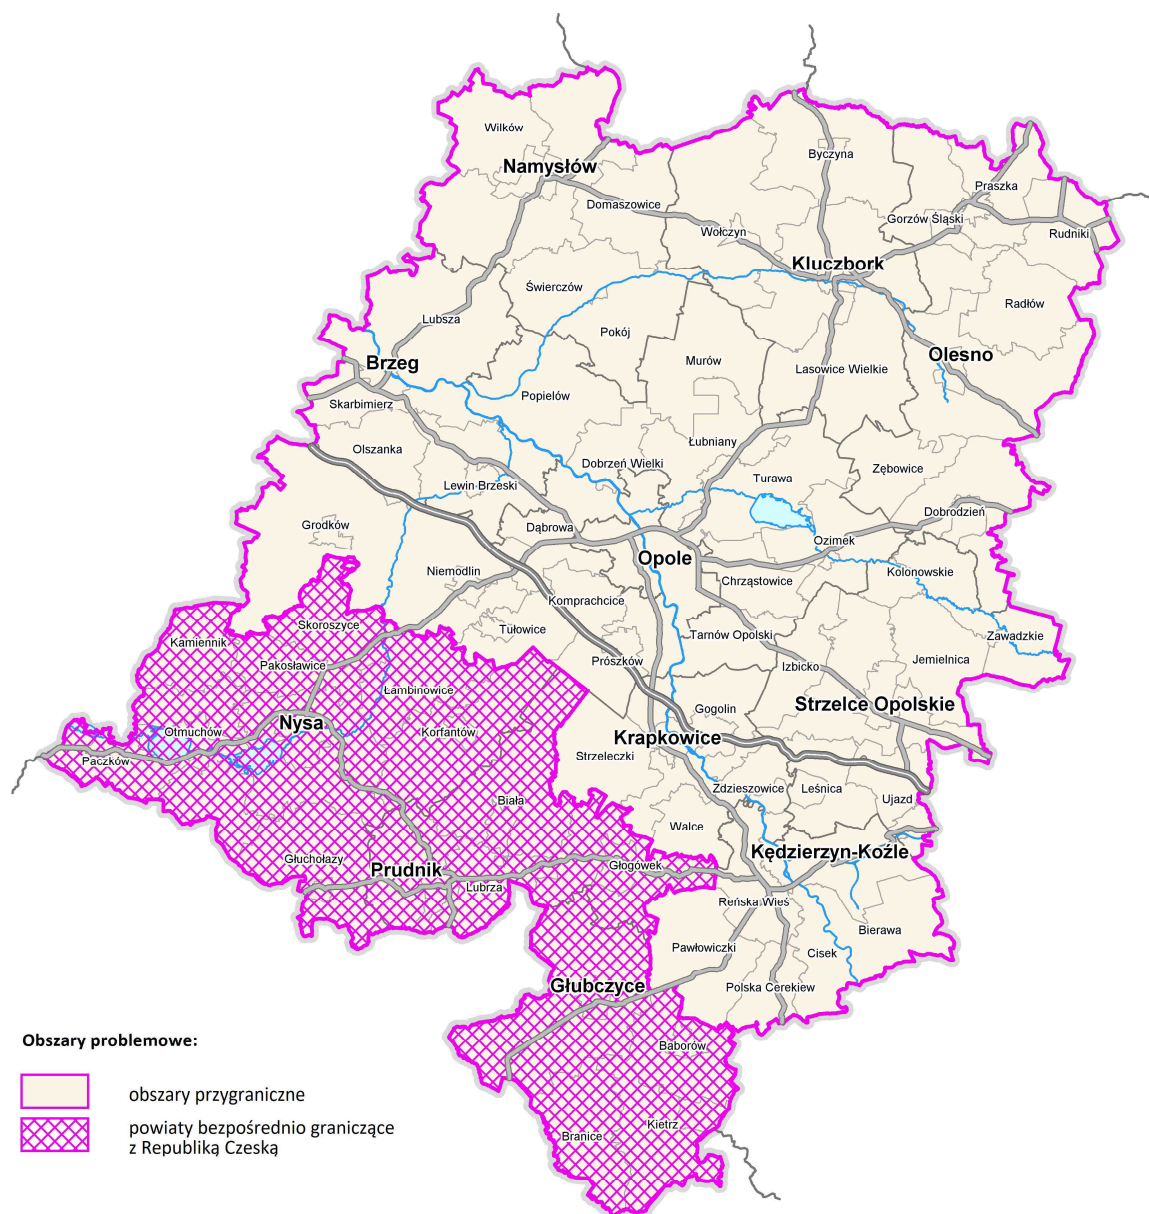 Wilków
Namysłów
Byczyna
Praszka
Domaszowice
Gorzów Śląski
Wołczyn
Rudniki
Kluczbork
Świerczów
Radłów
Lubsza
Pokój
Olesno
Murów
Brzeg
Lasowice Wielkie
Popielów
Skarbimierz
Łubniany
Olszanka
Dobrzeń Wielki
Zębowice
Turawa
Lewin Brzeski
Dobrodzień
Grodków
Dąbrowa
Ozimek
Opole
Niemodlin
Kolonowskie
Chrząstowice
Komprachcice
Skoroszyce
Tułowice
Kamiennik
Tarnów Opolski
Zawadzkie
Prószków
Jemielnica
Pakosławice
Izbicko
Łambinowice
Strzelce Opolskie
Gogolin
Nysa
Otmuchów
Korfantów
Krapkowice
Strzeleczki
Paczków
Zdzieszowice
Leśnica
Ujazd
Biała
Walce
Kędzierzyn-Koźle
Głuchołazy
Prudnik
Głogówek
Lubrza
Reńska Wieś
Bierawa
Pawłowiczki
Cisek
Głubczyce
Polska Cerekiew
Baborów
Kietrz
Branice
Obszary problemowe:
obszary przygraniczne
powiaty bezpośrednio graniczące
z Republiką Czeską